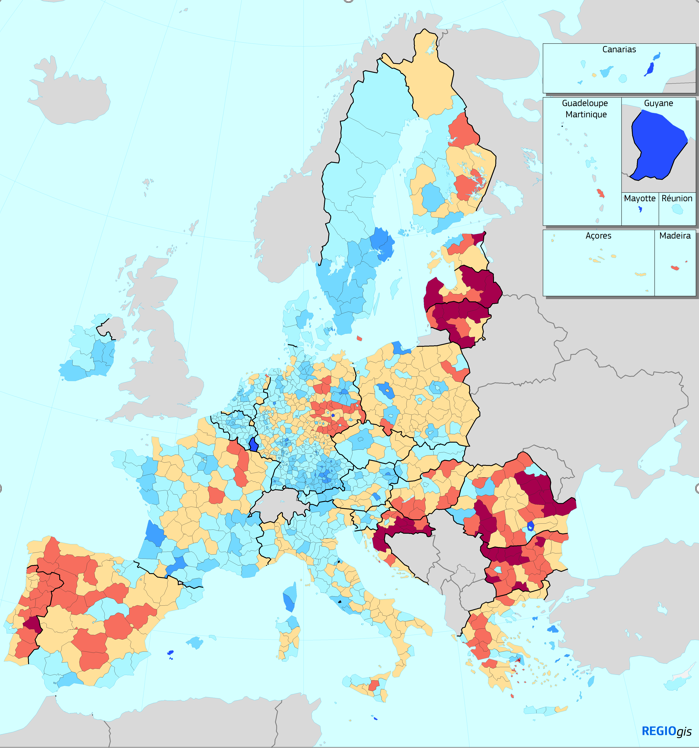 Canarias
Guadeloupe
Martinique
Guyane
Mayotte
Réunion
Açores
Madeira
REGIOgis